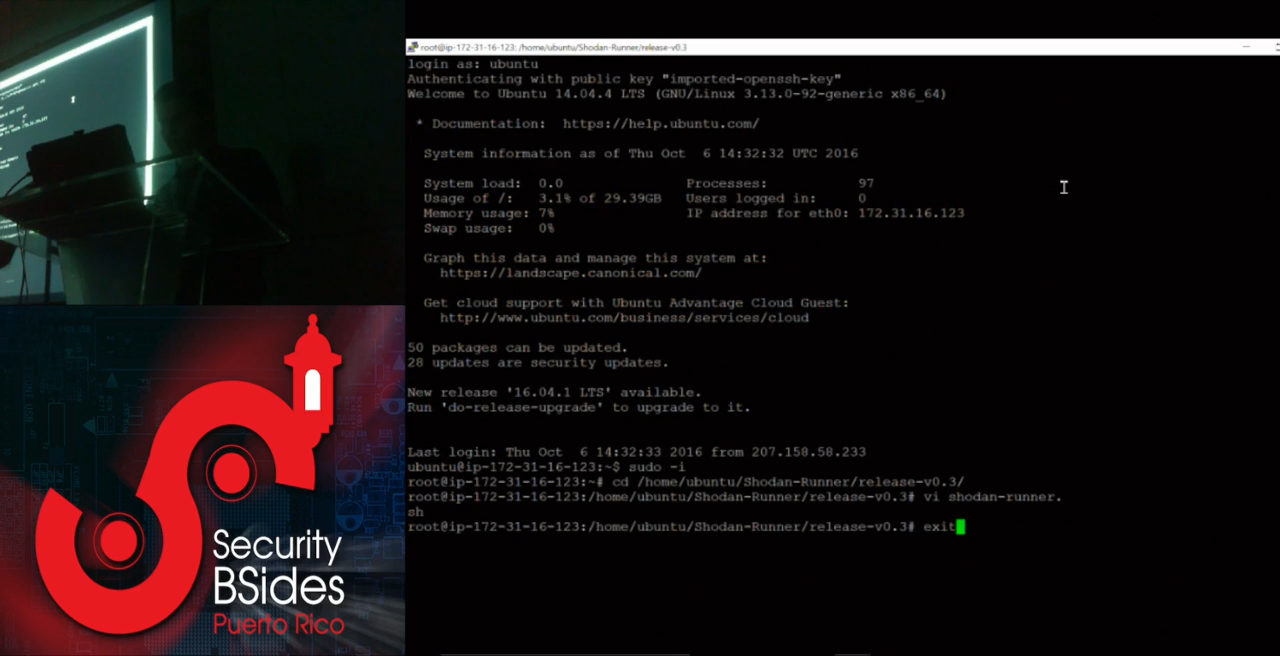 root@ip-172-31-16-123: /home/ubuntu/Shodan-Runner/release-v0.3
login as: ubuntu
Authenticating with public key "imported-openssh-key"
Welcome to Ubuntu 14.04.4 LTS (GNU/Linux 3.13.0-92-generic x86_64)
* Documentation:  https://help.ubuntu.com/
System information as of Thu Oct  6 14:32:32 UTC 2016
System load:  0.0    Processes:    97
Usage of /:   3.1% of 29.39GB   Users logged in:   0
Memory usage: 7%    IP address for eth0: 172.31.16.123
Swap usage:   0%
Graph this data and manage this system at:
https://landscape.canonical.com/
Get cloud support with Ubuntu Advantage Cloud Guest:
http://www.ubuntu.com/business/services/cloud
50 packages can be updated.
28 updates are security updates.
New release '16.04.1 LTS' available.
Run 'do-release-upgrade' to upgrade to it.
Last login: Thu Oct  6 14:32:33 2016 from 207.158.58.233
ubuntu@ip-172-31-16-123:~$ sudo -i
root@ip-172-31-16-123:~# cd /home/ubuntu/Shodan-Runner/release-v0.3/
root@ip-172-31-16-123:/home/ubuntu/Shodan-Runner/release-v0.3# vi shodan-runner.
sh
root@ip-172-31-16-123:/home/ubuntu/Shodan-Runner/release-v0.3# exit
Security
BSides
Puerto Rico